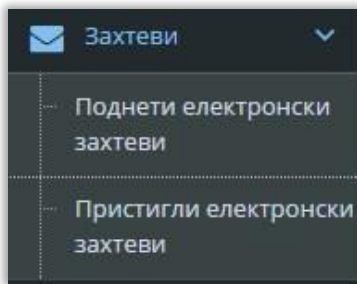 Захтеви
Поднети електронски
захтеви
Пристигли електронски
захтеви